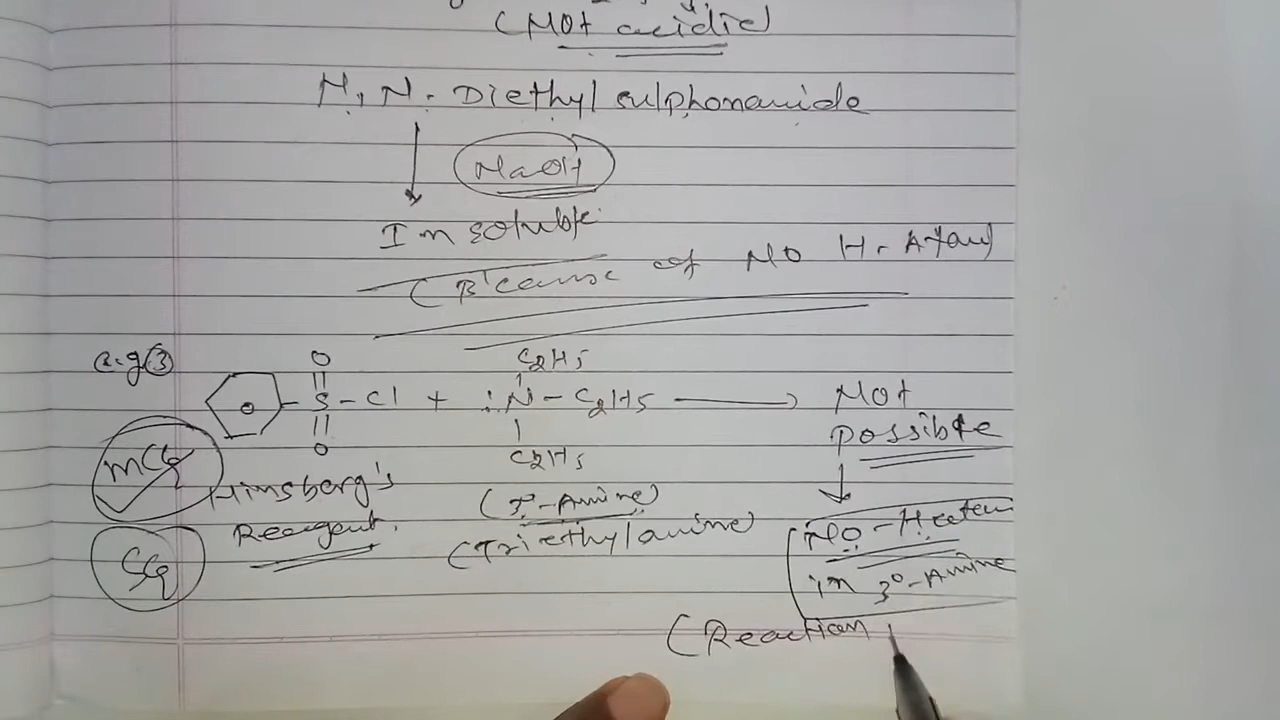 (Not acidic)
N, N - Diethyl sulphonamide
NaOH
Insoluble
(B'cause of NO H-Atom)
e.g ③
O
C2H5
S - Cl + :N - C2H5 → Not
possible
O
C2H5
MCQ
Hinsberg's
Reagent.
(3°-Amine)
(Triethylamine)
NO - H-atom
in 3°-Amine
SQ
(Reaction